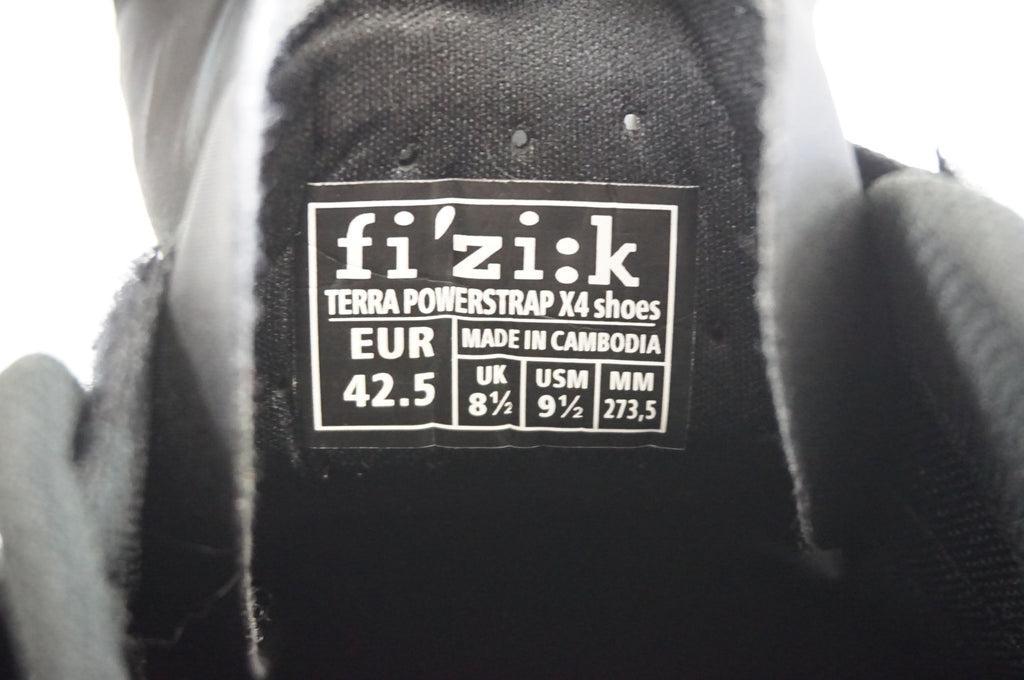 fi'zi:k
TERRA POWERSTRAP X4 shoes
EUR
42.5
MADE IN CAMBODIA
UK
8½
USM
9½
MM
273,5